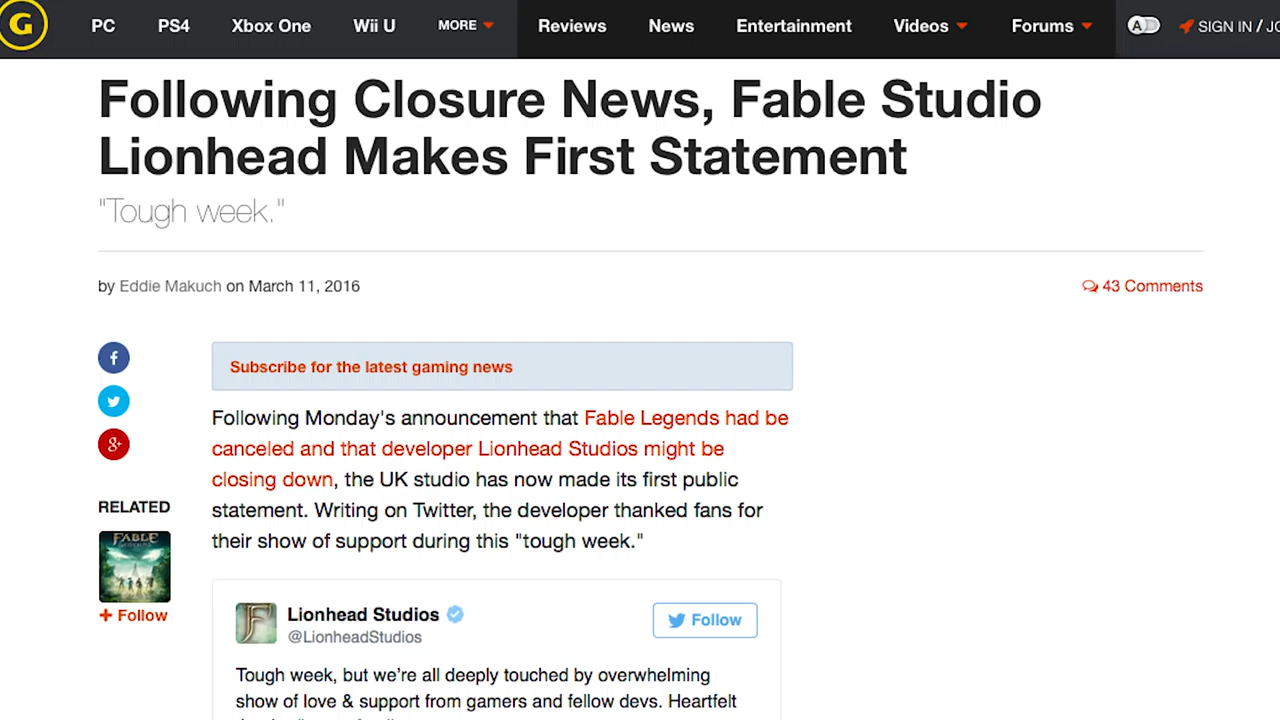 G PC PS4 Xbox One Wii U MORE Reviews News Entertainment Videos Forums A SIGN IN /
Following Closure News, Fable Studio
Lionhead Makes First Statement
"Tough week."
by Eddie Makuch on March 11, 2016
43 Comments
f
g+
Subscribe for the latest gaming news
Following Monday's announcement that Fable Legends had be
canceled and that developer Lionhead Studios might be
closing down, the UK studio has now made its first public
statement. Writing on Twitter, the developer thanked fans for
their show of support during this "tough week."
RELATED
FABLE
+ Follow
F
Lionhead Studios
@LionheadStudios
Follow
Tough week, but we're all deeply touched by overwhelming
show of love & support from gamers and fellow devs. Heartfelt